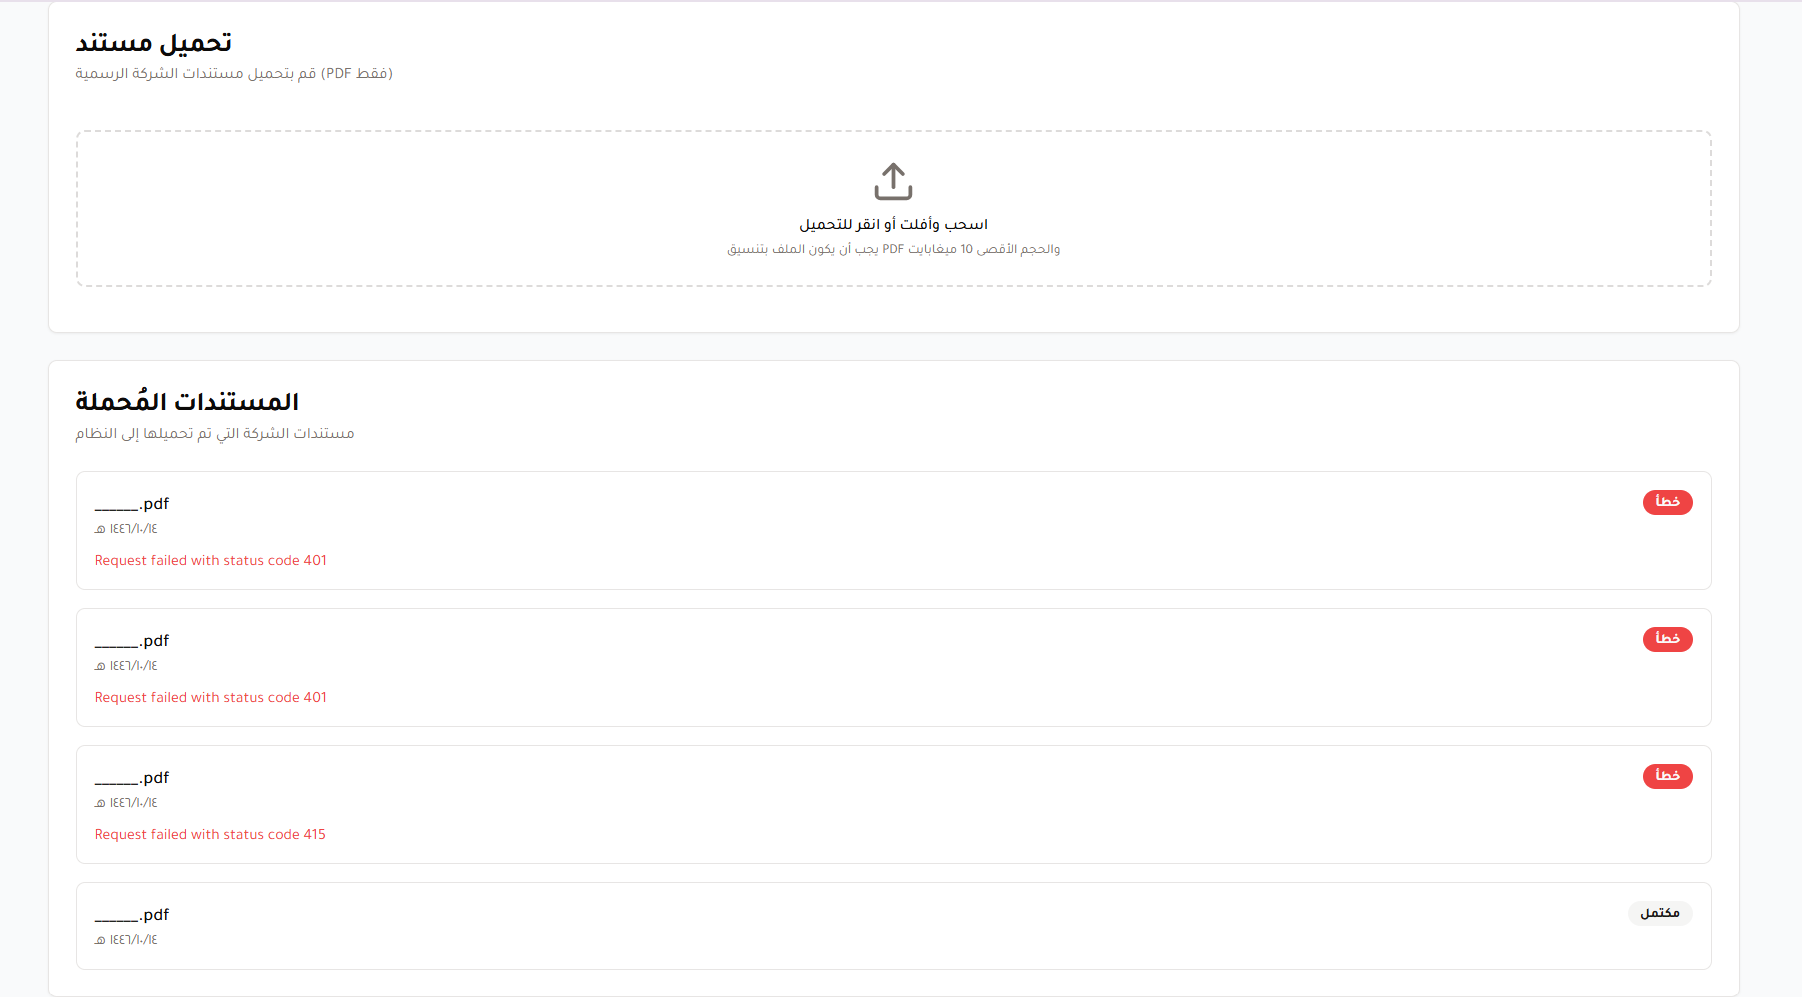 تحميل مستند
قم بتحميل مستندات الشركة الرسمية (PDF فقط)
اسحب وأفلت أو انقر للتحميل
يجب أن يكون الملف بتنسيق PDF والحجم الأقصى 10 ميغابايت
المستندات المُحملة
مستندات الشركة التي تم تحميلها إلى النظام
______.pdf
خطأ
١٤٤٦/١٠/١٤ هـ
Request failed with status code 401
______.pdf
خطأ
١٤٤٦/١٠/١٤ هـ
Request failed with status code 401
______.pdf
خطأ
١٤٤٦/١٠/١٤ هـ
Request failed with status code 415
______.pdf
مكتمل
١٤٤٦/١٠/١٤ هـ